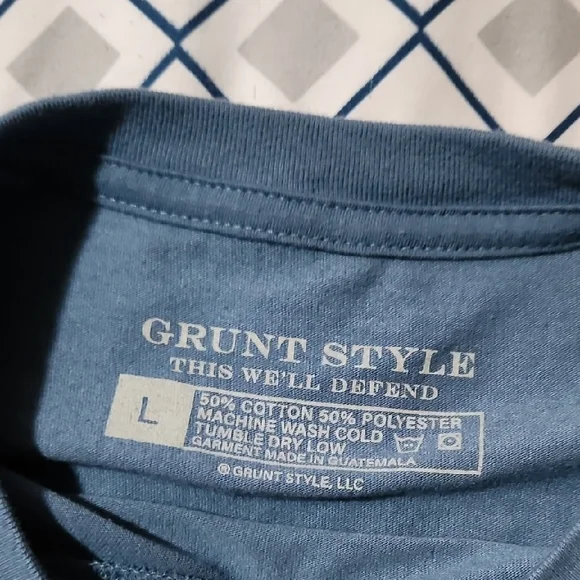 GRUNT STYLE
THIS WE'LL DEFEND
L
50% COTTON 50% POLYESTER
MACHINE WASH COLD
TUMBLE DRY LOW
GARMENT MADE IN GUATEMALA
® GRUNT STYLE, LLC